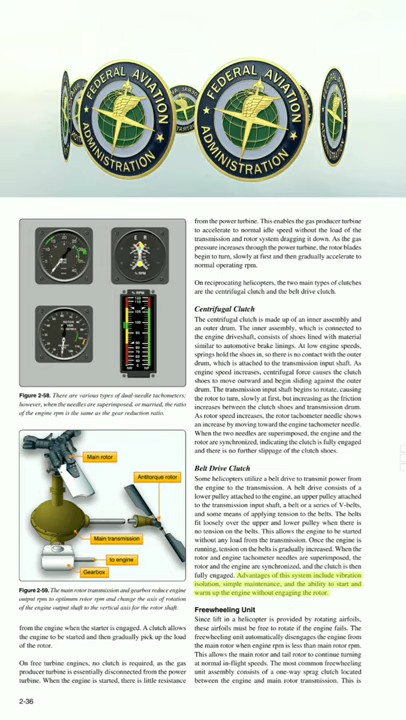 FEDERAL AVIATION
ADMINISTRATION
FEDERAL AVIATION
ADMINISTRATION
E R
% RPM
Figure 2-58. There are various types of dual-needle tachometers;
however, when the needles are superimposed, or married, the ratio
of the engine rpm is the same as the gear reduction ratio.
Main rotor
Antitorque rotor
Main transmission
to engine
Gearbox
Figure 2-59. The main rotor transmission and gearbox reduce engine
output rpm to optimum rotor rpm and change the axis of rotation
of the engine output shaft to the vertical axis for the rotor shaft.
from the engine when the starter is engaged. A clutch allows
the engine to be started and then gradually pick up the load
of the rotor.
On free turbine engines, no clutch is required, as the gas
producer turbine is essentially disconnected from the power
turbine. When the engine is started, there is little resistance
from the power turbine. This enables the gas producer turbine
to accelerate to normal idle speed without the load of the
transmission and rotor system dragging it down. As the gas
pressure increases through the power turbine, the rotor blades
begin to turn, slowly at first and then gradually accelerate to
normal operating rpm.
On reciprocating helicopters, the two main types of clutches
are the centrifugal clutch and the belt drive clutch.
Centrifugal Clutch
The centrifugal clutch is made up of an inner assembly and
an outer drum. The inner assembly, which is connected to
the engine driveshaft, consists of shoes lined with material
similar to automotive brake linings. At low engine speeds,
springs hold the shoes in, so there is no contact with the outer
drum, which is attached to the transmission input shaft. As
engine speed increases, centrifugal force causes the clutch
shoes to move outward and begin sliding against the outer
drum. The transmission input shaft begins to rotate, causing
the rotor to turn, slowly at first, but increasing as the friction
increases between the clutch shoes and transmission drum.
As rotor speed increases, the rotor tachometer needle shows
an increase by moving toward the engine tachometer needle.
When the two needles are superimposed, the engine and the
rotor are synchronized, indicating the clutch is fully engaged
and there is no further slippage of the clutch shoes.
Belt Drive Clutch
Some helicopters utilize a belt drive to transmit power from
the engine to the transmission. A belt drive consists of a
lower pulley attached to the engine, an upper pulley attached
to the transmission input shaft, a belt or a series of V-belts,
and some means of applying tension to the belts. The belts
fit loosely over the upper and lower pulley when there is
no tension on the belts. This allows the engine to be started
without any load from the transmission. Once the engine is
running, tension on the belts is gradually increased. When the
rotor and engine tachometer needles are superimposed, the
rotor and the engine are synchronized, and the clutch is then
fully engaged. Advantages of this system include vibration
isolation, simple maintenance, and the ability to start and
warm up the engine without engaging the rotor.
Freewheeling Unit
Since lift in a helicopter is provided by rotating airfoils,
these airfoils must be free to rotate if the engine fails. The
freewheeling unit automatically disengages the engine from
the main rotor when engine rpm is less than main rotor rpm.
This allows the main rotor and tail rotor to continue turning
at normal in-flight speeds. The most common freewheeling
unit assembly consists of a one-way sprag clutch located
between the engine and main rotor transmission. This is
2-36